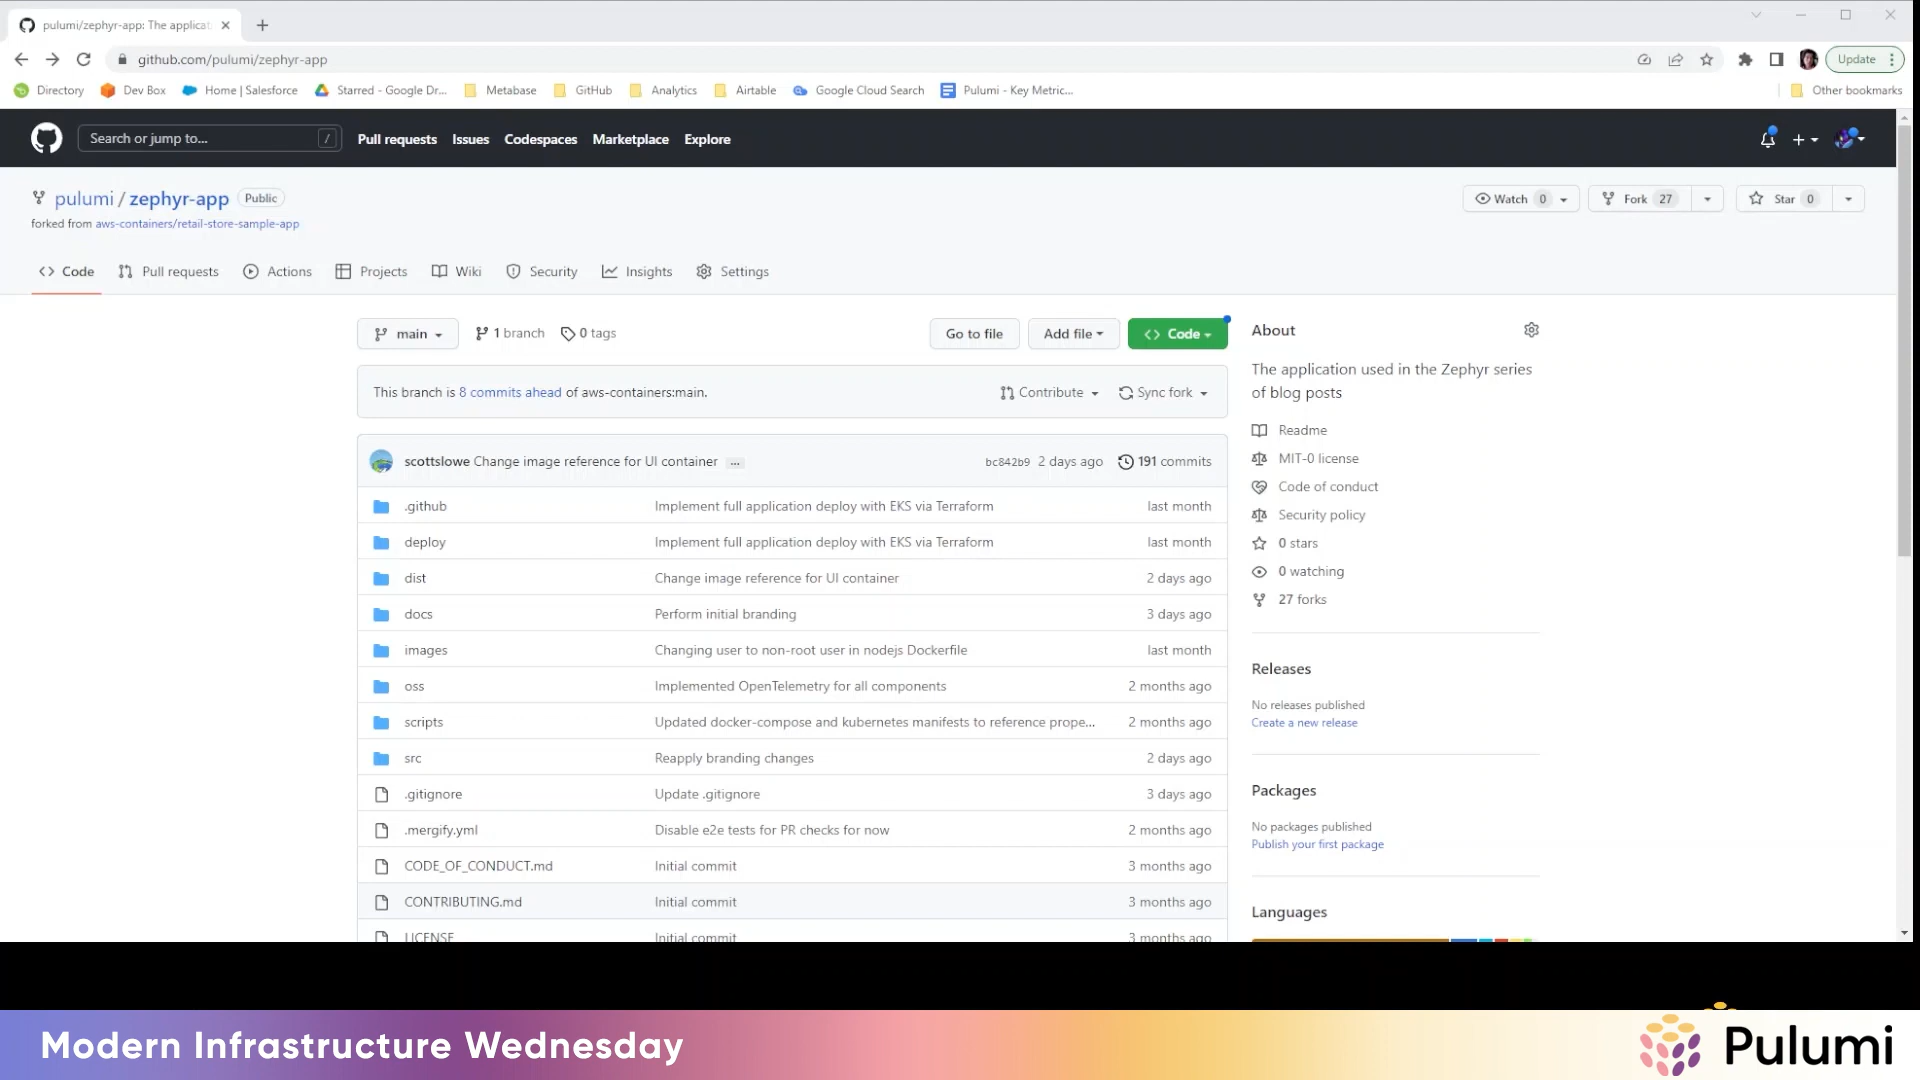 pulumi/zephyr-app: The applicat
github.com/pulumi/zephyr-app
Update
Directory
Dev Box
Home | Salesforce
Starred - Google Dr...
Metabase
GitHub
Analytics
Airtable
Google Cloud Search
Pulumi - Key Metric...
Other bookmarks
Search or jump to...
/
Pull requests
Issues
Codespaces
Marketplace
Explore
pulumi / zephyr-app
Public
forked from aws-containers/retail-store-sample-app
Watch 0
Fork 27
Star 0
Code
Pull requests
Actions
Projects
Wiki
Security
Insights
Settings
main
1 branch
0 tags
Go to file
Add file
Code
This branch is 8 commits ahead of aws-containers:main.
Contribute
Sync fork
scottslowe Change image reference for UI container ...
bc842b9 2 days ago
191 commits
.github Implement full application deploy with EKS via Terraform last month
deploy Implement full application deploy with EKS via Terraform last month
dist Change image reference for UI container 2 days ago
docs Perform initial branding 3 days ago
images Changing user to non-root user in nodejs Dockerfile last month
oss Implemented OpenTelemetry for all components 2 months ago
scripts Updated docker-compose and kubernetes manifests to reference prope... 2 months ago
src Reapply branding changes 2 days ago
.gitignore Update .gitignore 3 days ago
.mergify.yml Disable e2e tests for PR checks for now 2 months ago
CODE_OF_CONDUCT.md Initial commit 3 months ago
CONTRIBUTING.md Initial commit 3 months ago
LICENSE Initial commit 3 months ago
About
The application used in the Zephyr series
of blog posts
Readme
MIT-0 license
Code of conduct
Security policy
0 stars
0 watching
27 forks
Releases
No releases published
Create a new release
Packages
No packages published
Publish your first package
Languages
Modern Infrastructure Wednesday
Pulumi